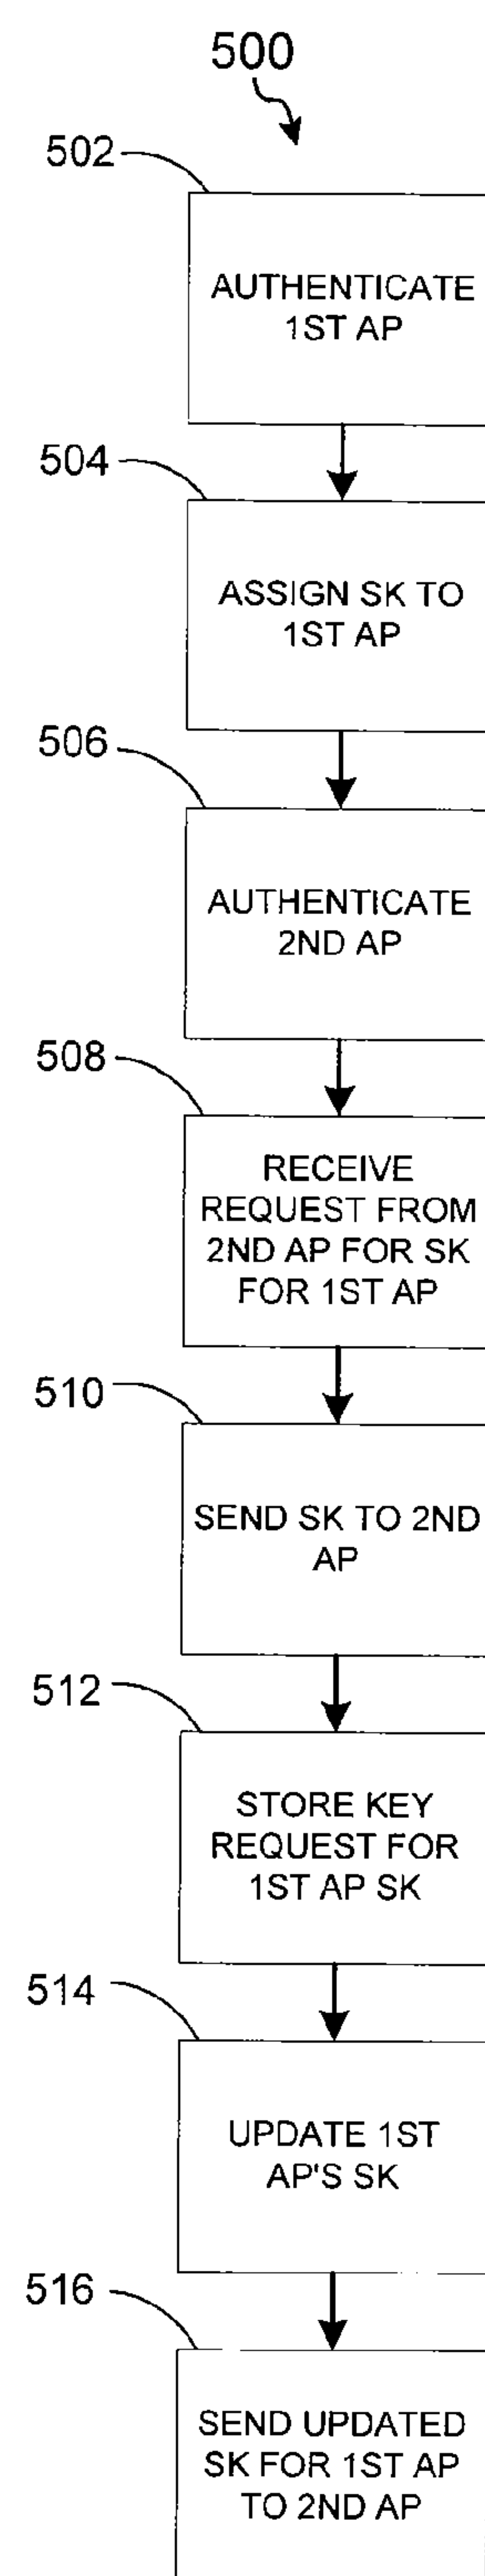 500
502
AUTHENTICATE
1ST AP
504
ASSIGN SK TO
1ST AP
506
AUTHENTICATE
2ND AP
508
RECEIVE
REQUEST FROM
2ND AP FOR SK
FOR 1ST AP
510
SEND SK TO 2ND
AP
512
STORE KEY
REQUEST FOR
1ST AP SK
514
UPDATE 1ST
AP'S SK
516
SEND UPDATED
SK FOR 1ST AP
TO 2ND AP